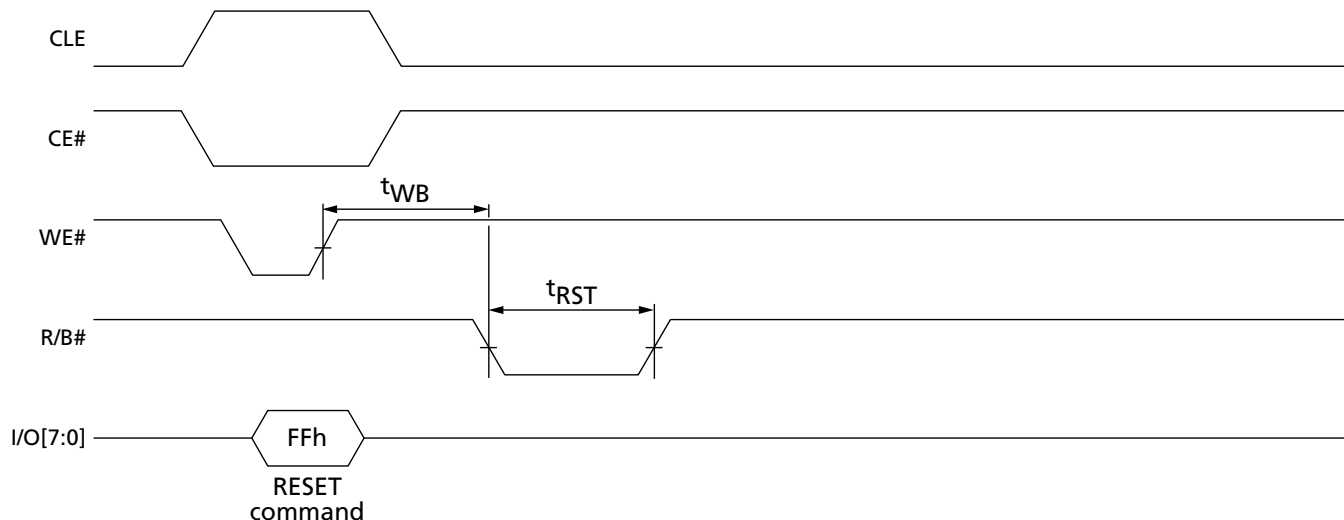 CLE
CE#
tWB
WE#
tRST
R/B#
I/O[7:0]
FFh
RESET
command